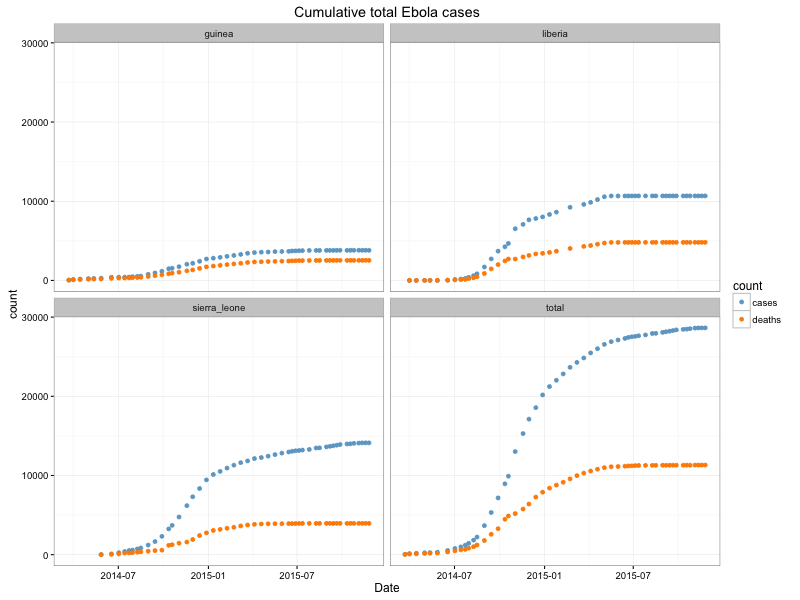 Cumulative total Ebola cases
guinea
liberia
30000
20000
10000
0
count
sierra_leone
total
30000
20000
10000
0
2014-07
2015-01
2015-07
2014-07
2015-01
2015-07
Date
count
cases
deaths